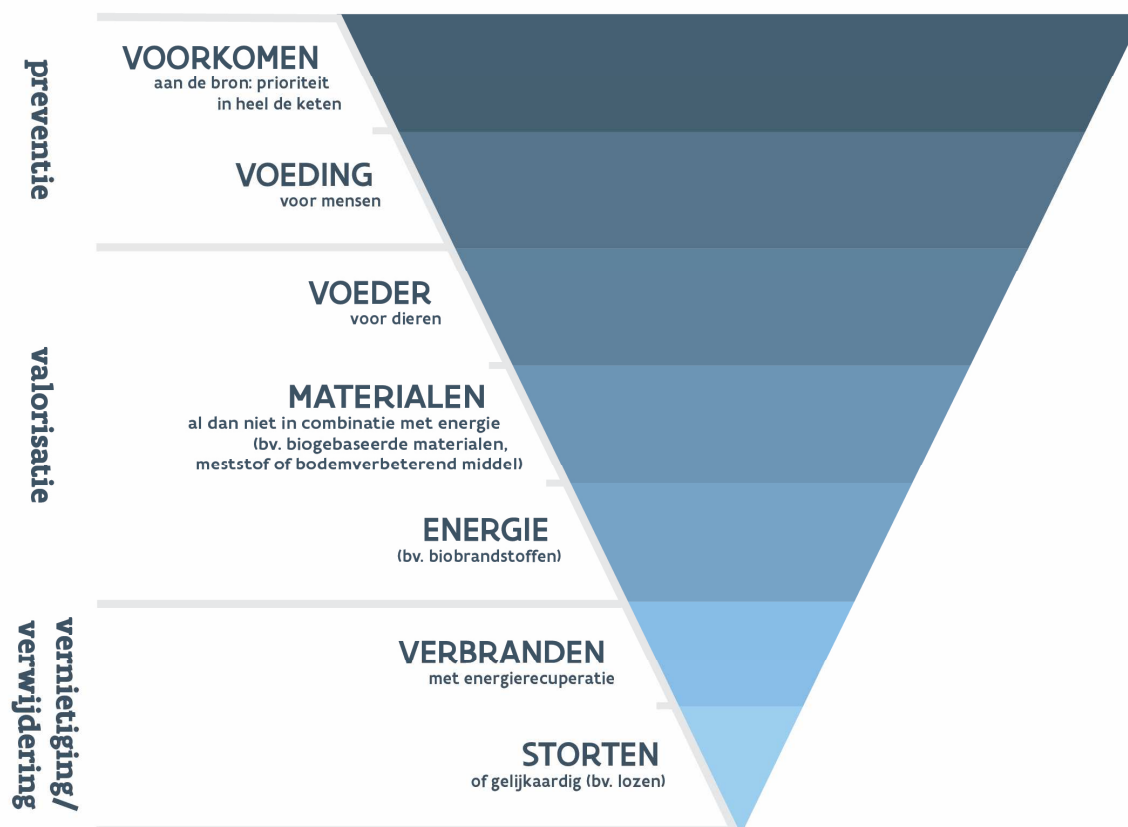 preventie
VOORKOMEN
aan de bron: prioriteit
in heel de keten
VOEDING
voor mensen
valorisatie
VOEDER
voor dieren
MATERIALEN
al dan niet in combinatie met energie
(bv. biogebaseerde materialen,
meststof of bodemverbeterend middel)
ENERGIE
(bv. biobrandstoffen)
vernietiging/
verwijdering
VERBRANDEN
met energierecuperatie
STORTEN
of gelijkaardig (bv. lozen)